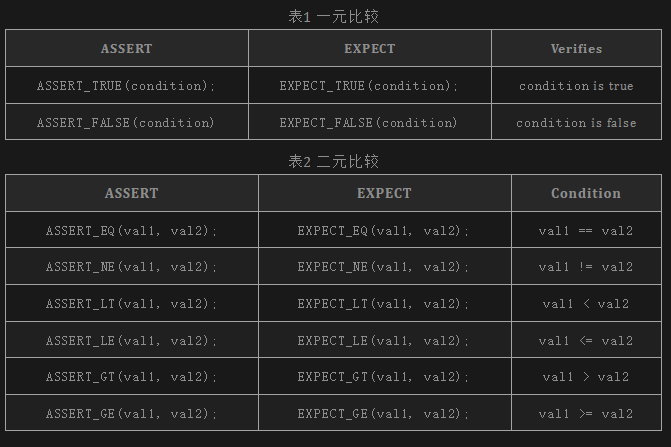 表1 一元比较
ASSERT EXPECT Verifies
ASSERT_TRUE(condition); EXPECT_TRUE(condition); condition is true
ASSERT_FALSE(condition) EXPECT_FALSE(condition) condition is false
表2 二元比较
ASSERT EXPECT Condition
ASSERT_EQ(val1, val2); EXPECT_EQ(val1, val2); val1 == val2
ASSERT_NE(val1, val2); EXPECT_NE(val1, val2); val1 != val2
ASSERT_LT(val1, val2); EXPECT_LT(val1, val2); val1 < val2
ASSERT_LE(val1, val2); EXPECT_LE(val1, val2); val1 <= val2
ASSERT_GT(val1, val2); EXPECT_GT(val1, val2); val1 > val2
ASSERT_GE(val1, val2); EXPECT_GE(val1, val2); val1 >= val2